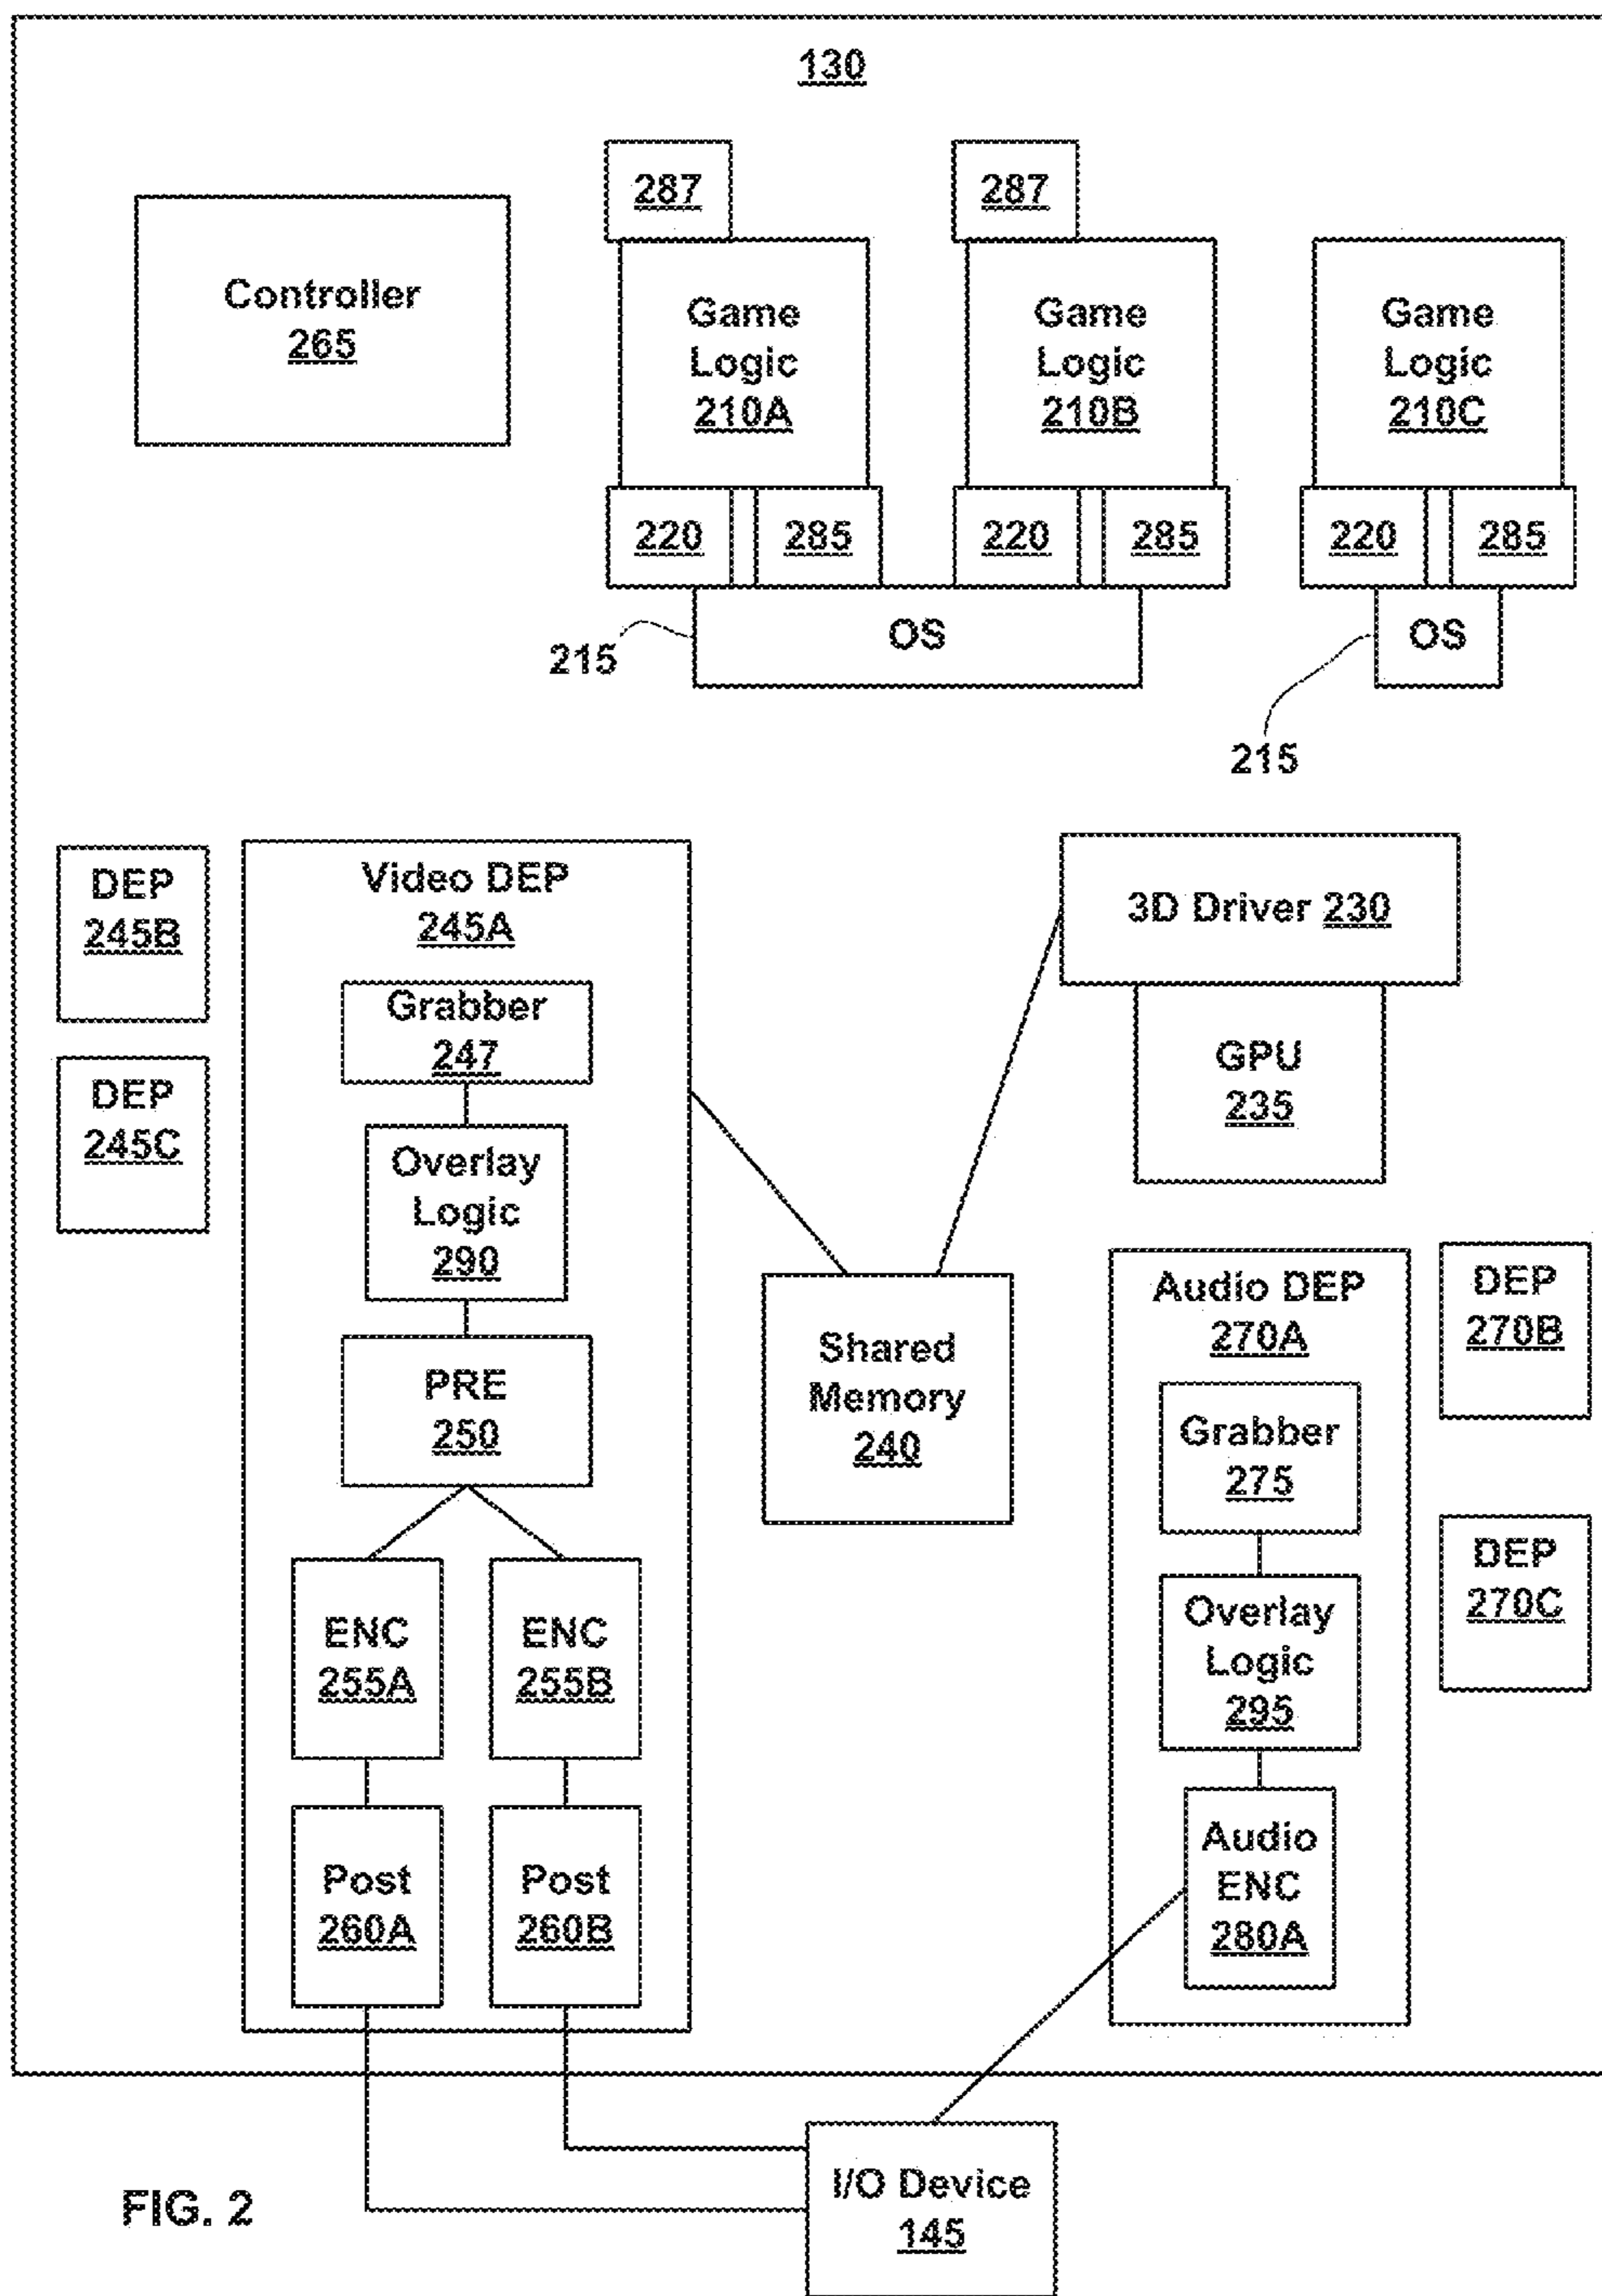 130
287
287
Controller
265
Game
Logic
210A
Game
Logic
210B
Game
Logic
210C
220
285
220
285
220
285
OS
OS
215
215
DEP
245B
DEP
245C
Video DEP
245A
Grabber
247
Overlay
Logic
290
PRE
250
ENC
255A
ENC
255B
Post
260A
Post
260B
3D Driver 230
GPU
235
Shared
Memory
240
Audio DEP
270A
Grabber
275
Overlay
Logic
295
Audio
ENC
280A
DEP
270B
DEP
270C
I/O Device
145
FIG. 2